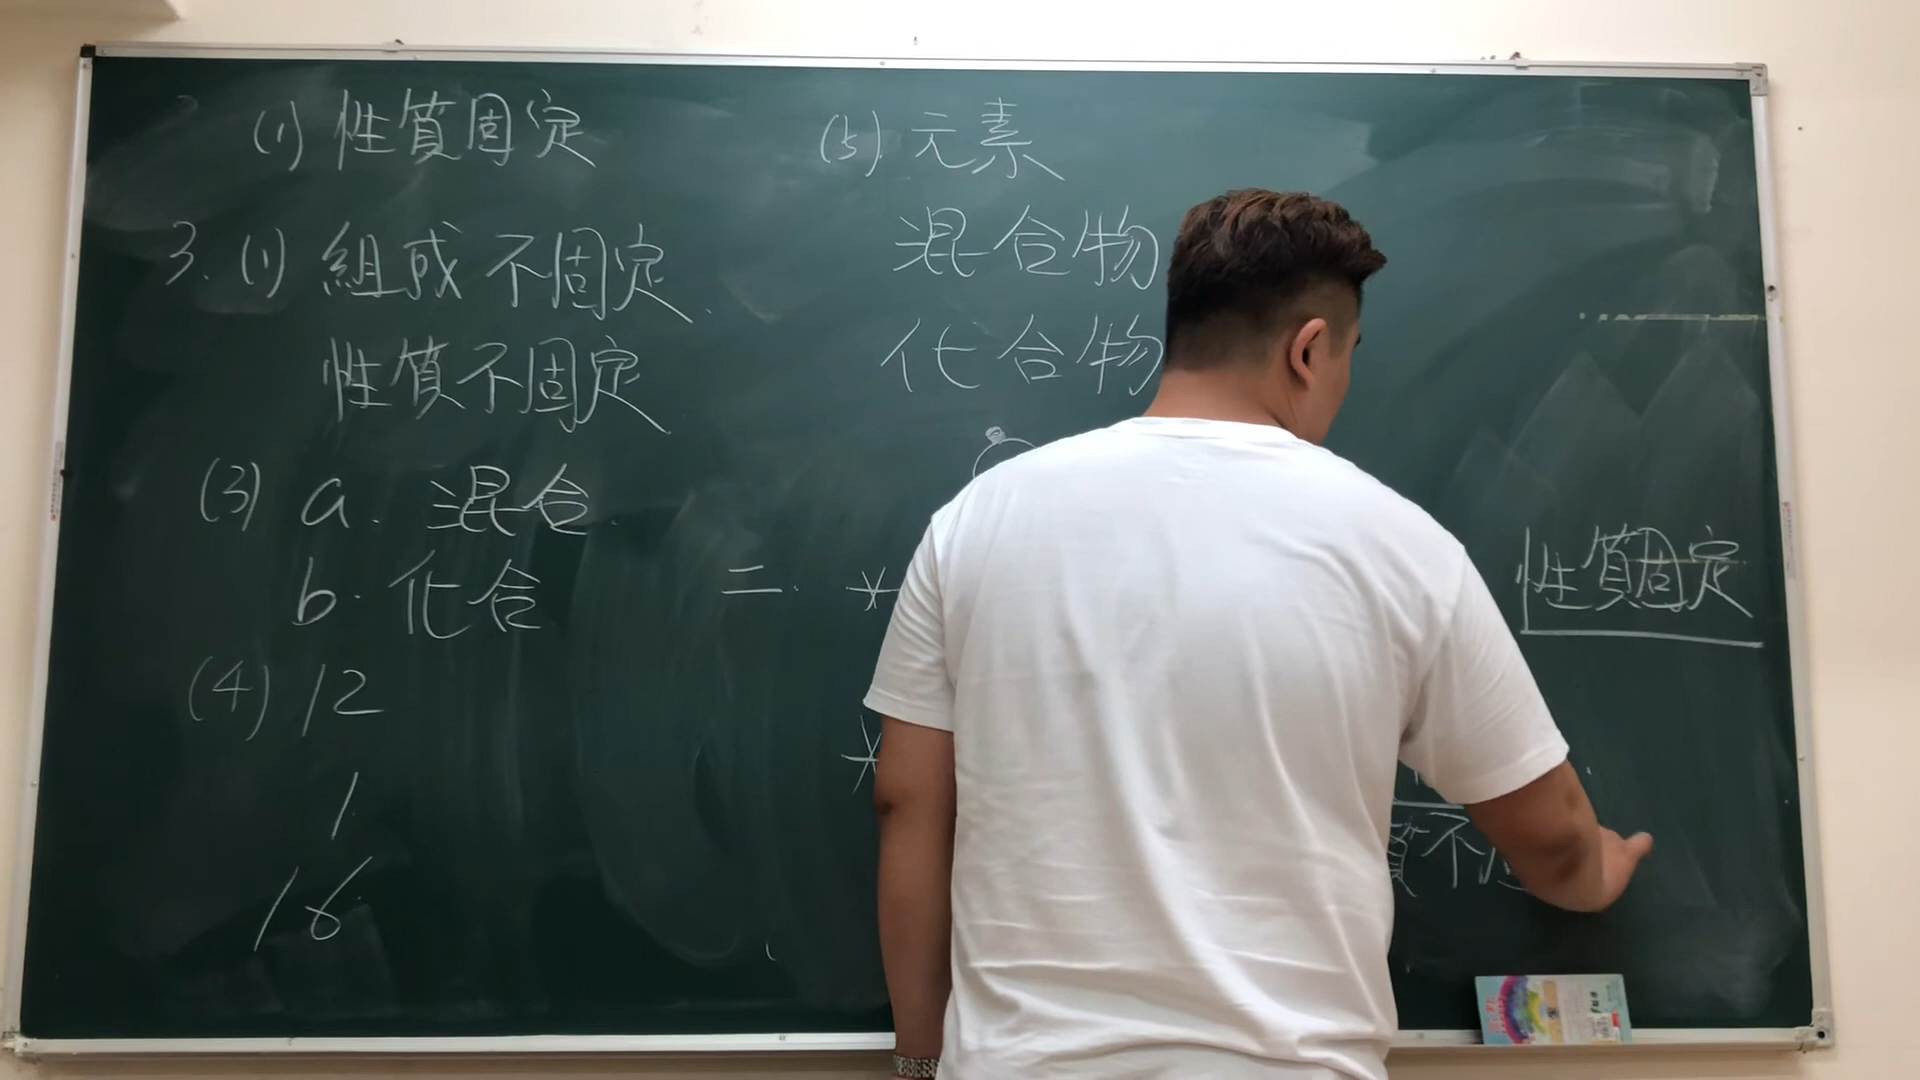 (1) 性質固定
3. (1) 組成不固定.
性質不固定
(3) a. 混合.
b. 化合
(4) 12
1
16
(5) 元素
混合物
化合物
二. *
*
性質固定
質不